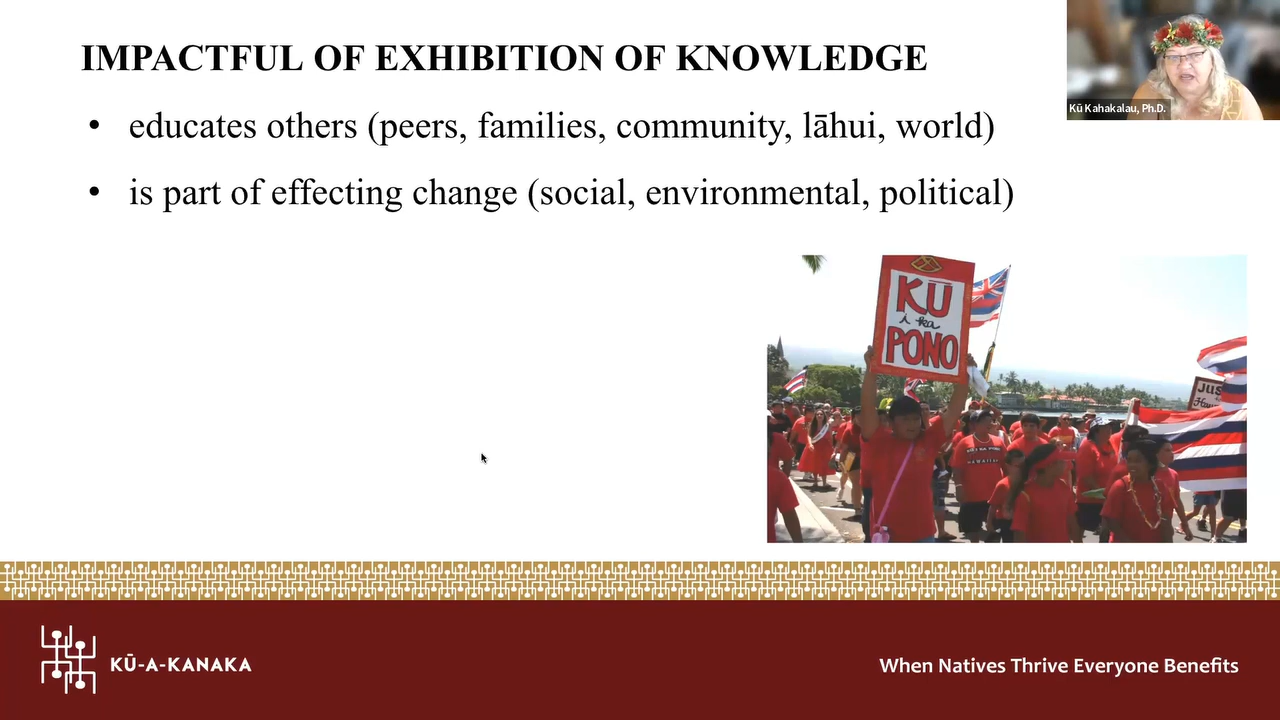 IMPACTFUL OF EXHIBITION OF KNOWLEDGE
Kū Kahakalau, Ph.D.
• educates others (peers, families, community, lāhui, world)
• is part of effecting change (social, environmental, political)
KŪ
i ka
PONO
JUS
KŪ-A-KANAKA
When Natives Thrive Everyone Benefits